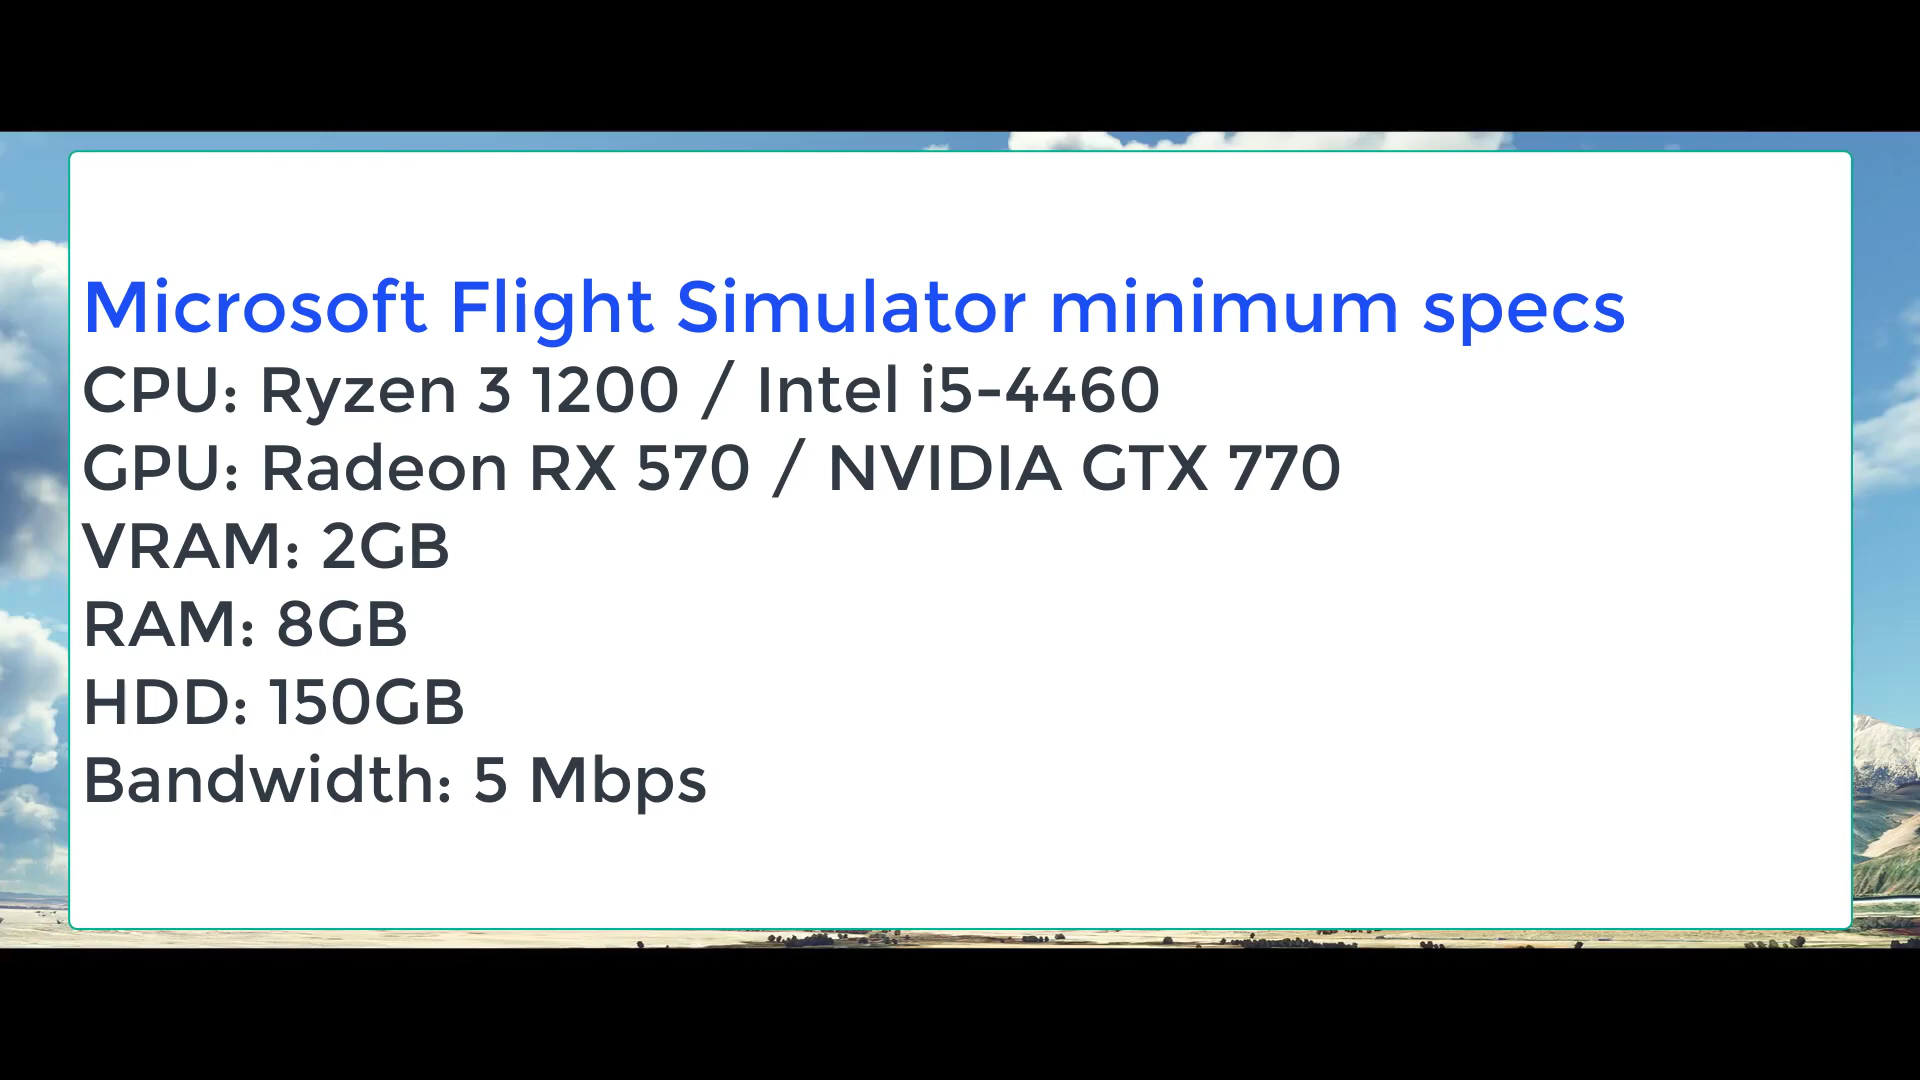 Microsoft Flight Simulator minimum specs
CPU: Ryzen 3 1200 / Intel i5-4460
GPU: Radeon RX 570 / NVIDIA GTX 770
VRAM: 2GB
RAM: 8GB
HDD: 150GB
Bandwidth: 5 Mbps